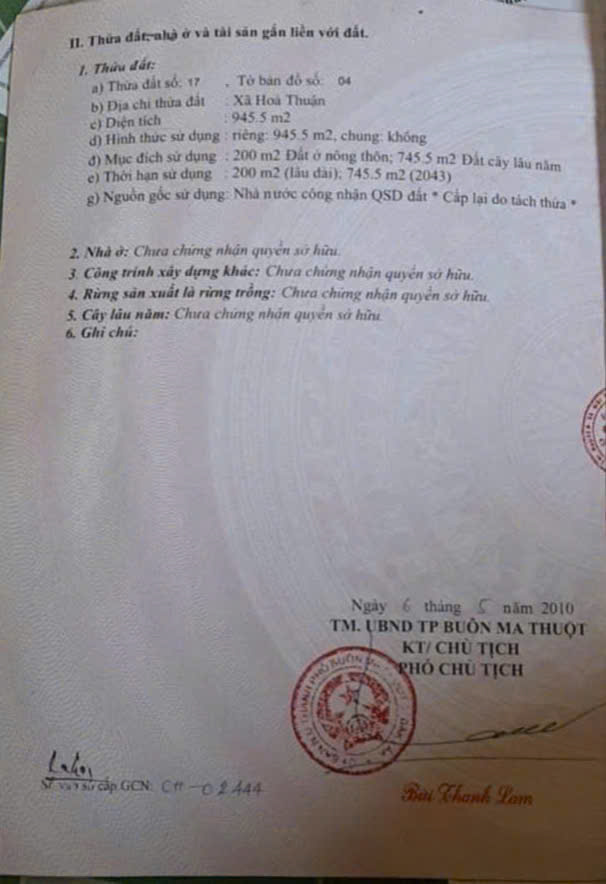 II. Thửa đất, nhà ở và tài sản gắn liền với đất.
1. Thửa đất:
a) Thửa đất số: 17 , Tờ bản đồ số: 04
b) Địa chỉ thửa đất : Xã Hoà Thuận
c) Diện tích : 945.5 m2
d) Hình thức sử dụng : riêng: 945.5 m2, chung: không
đ) Mục đích sử dụng : 200 m2 Đất ở nông thôn; 745.5 m2 Đất cây lâu năm
e) Thời hạn sử dụng : 200 m2 (lâu dài); 745.5 m2 (2043)
g) Nguồn gốc sử dụng: Nhà nước công nhận QSD đất * Cấp lại do tách thửa *
2. Nhà ở: Chưa chứng nhận quyền sở hữu.
3. Công trình xây dựng khác: Chưa chứng nhận quyền sở hữu.
4. Rừng sản xuất là rừng trồng: Chưa chứng nhận quyền sở hữu.
5. Cây lâu năm: Chưa chứng nhận quyền sở hữu.
6. Ghi chú:
Ngày 6 tháng 5 năm 2010
TM. UBND TP BUÔN MA THUỘT
KT/ CHỦ TỊCH
PHÓ CHỦ TỊCH
Số vào sổ cấp GCN: CH - 02444
Bùi Thanh Lam